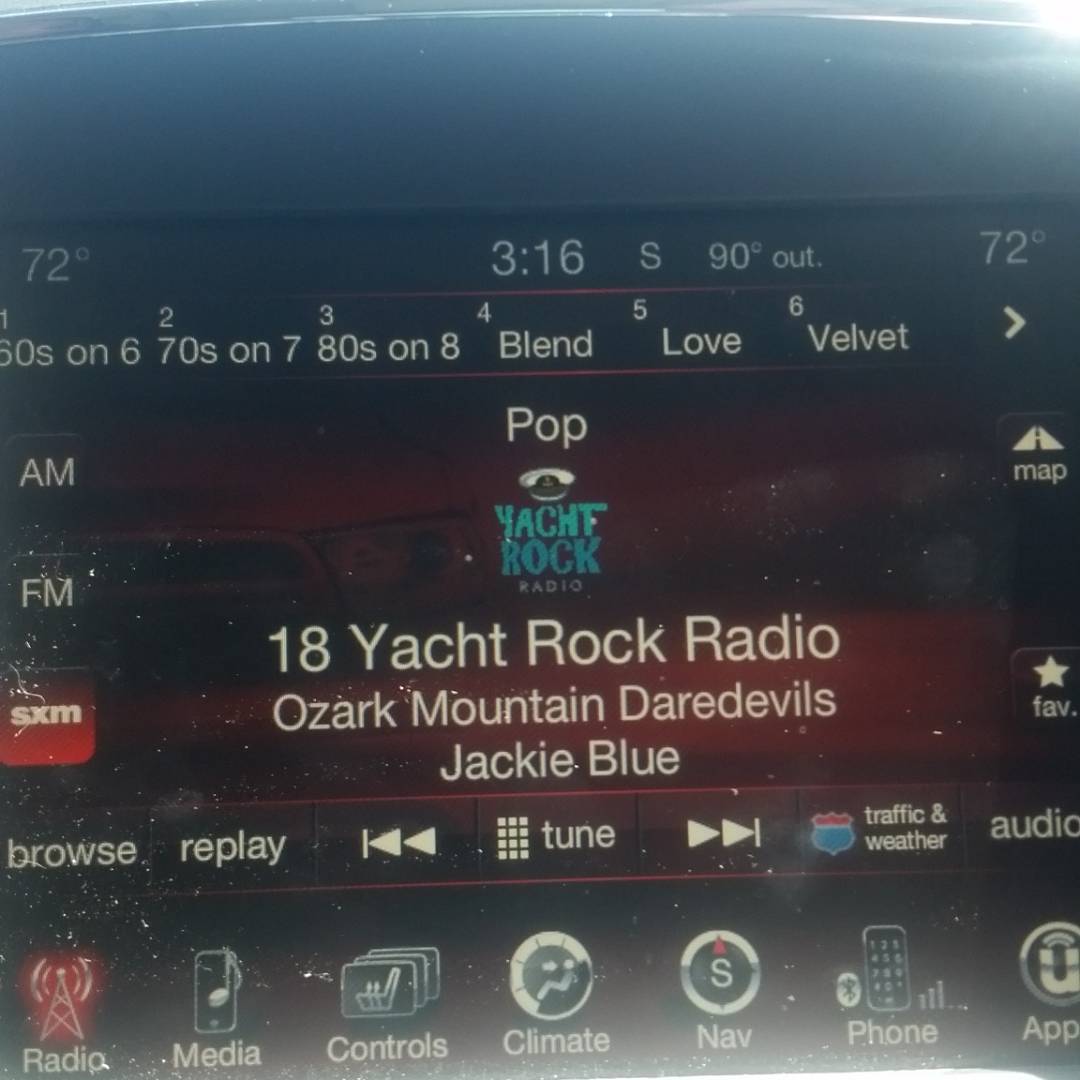 72° 3:16 S 90° out. 72°
1 2 3 4 5 6
60s on 6 70s on 7 80s on 8 Blend Love Velvet
Pop
AM
map
YACHT
ROCK
RADIO
FM
18 Yacht Rock Radio
sxm
Ozark Mountain Daredevils
fav.
Jackie Blue
browse replay tune traffic & weather audio
S
Radio Media Controls Climate Nav Phone App